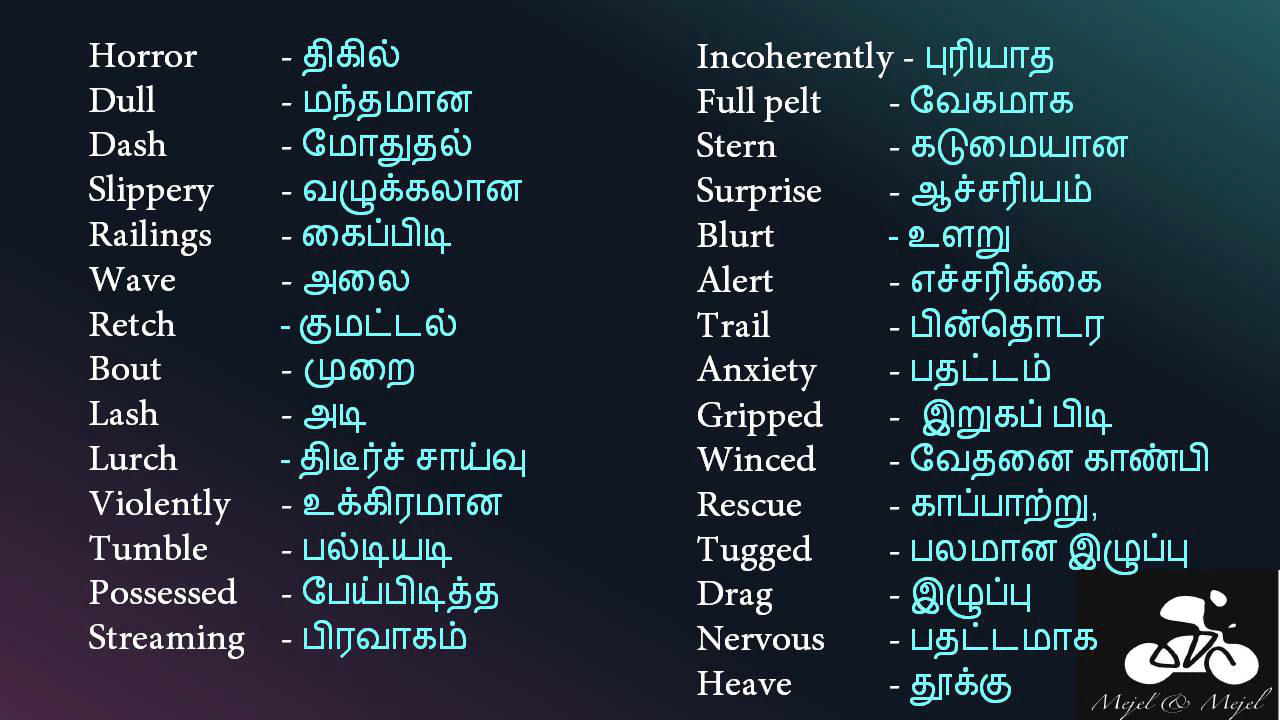 Horror - திகில்
Dull - மந்தமான
Dash - மோதுதல்
Slippery - வழுக்கலான
Railings - கைப்பிடி
Wave - அலை
Retch - குமட்டல்
Bout - முறை
Lash - அடி
Lurch - திடீர்ச் சாய்வு
Violently - உக்கிரமான
Tumble - பல்டியடி
Possessed - பேய்பிடித்த
Streaming - பிரவாகம்
Incoherently - புரியாத
Full pelt - வேகமாக
Stern - கடுமையான
Surprise - ஆச்சரியம்
Blurt - உளறு
Alert - எச்சரிக்கை
Trail - பின்தொடர
Anxiety - பதட்டம்
Gripped - இறுகப் பிடி
Winced - வேதனை காண்பி
Rescue - காப்பாற்று,
Tugged - பலமான இழுப்பு
Drag - இழுப்பு
Nervous - பதட்டமாக
Heave - தூக்கு
Mejel & Mejel